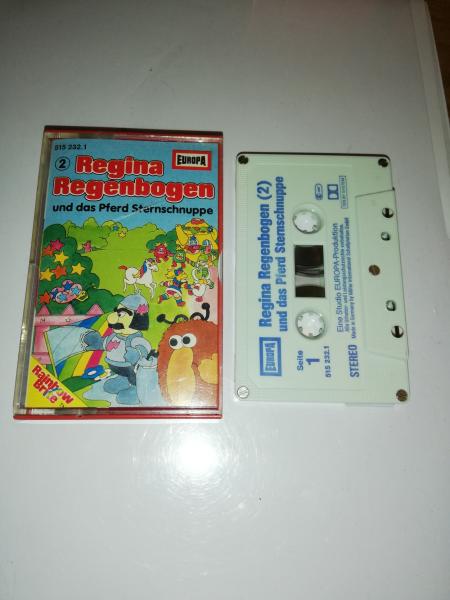 515 232.1
EUROPA
2 Regina
Regenbogen
und das Pferd Sternschnuppe
Rainbow
Brite
Regina Regenbogen (2)
und das Pferd Sternschnuppe
EUROPA
Seite
1
515 232.1
Eine Studio EUROPA-Produktion
STEREO